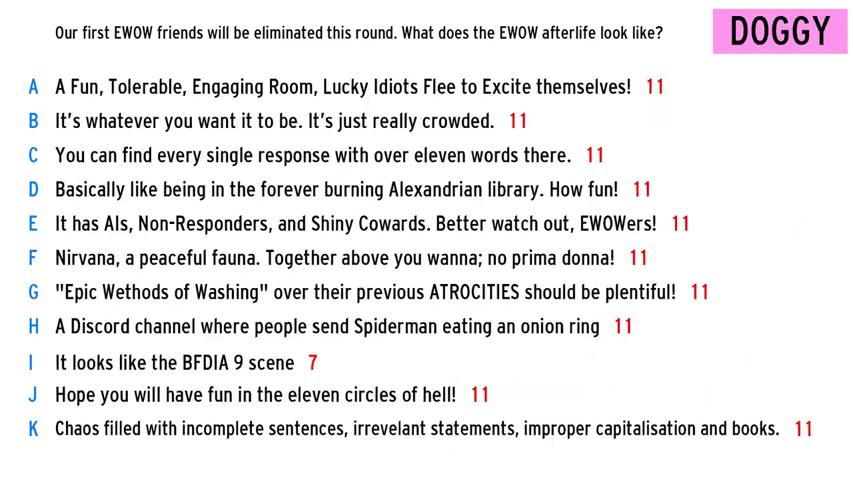 Our first EWOW friends will be eliminated this round. What does the EWOW afterlife look like?
DOGGY
A A Fun, Tolerable, Engaging Room, Lucky Idiots Flee to Excite themselves! 11
B It's whatever you want it to be. It's just really crowded. 11
C You can find every single response with over eleven words there. 11
D Basically like being in the forever burning Alexandrian library. How fun! 11
E It has AIs, Non-Responders, and Shiny Cowards. Better watch out, EWOWers! 11
F Nirvana, a peaceful fauna. Together above you wanna; no prima donna! 11
G "Epic Wethods of Washing" over their previous ATROCITIES should be plentiful! 11
H A Discord channel where people send Spiderman eating an onion ring 11
I It looks like the BFDIA 9 scene 7
J Hope you will have fun in the eleven circles of hell! 11
K Chaos filled with incomplete sentences, irrevelant statements, improper capitalisation and books. 11